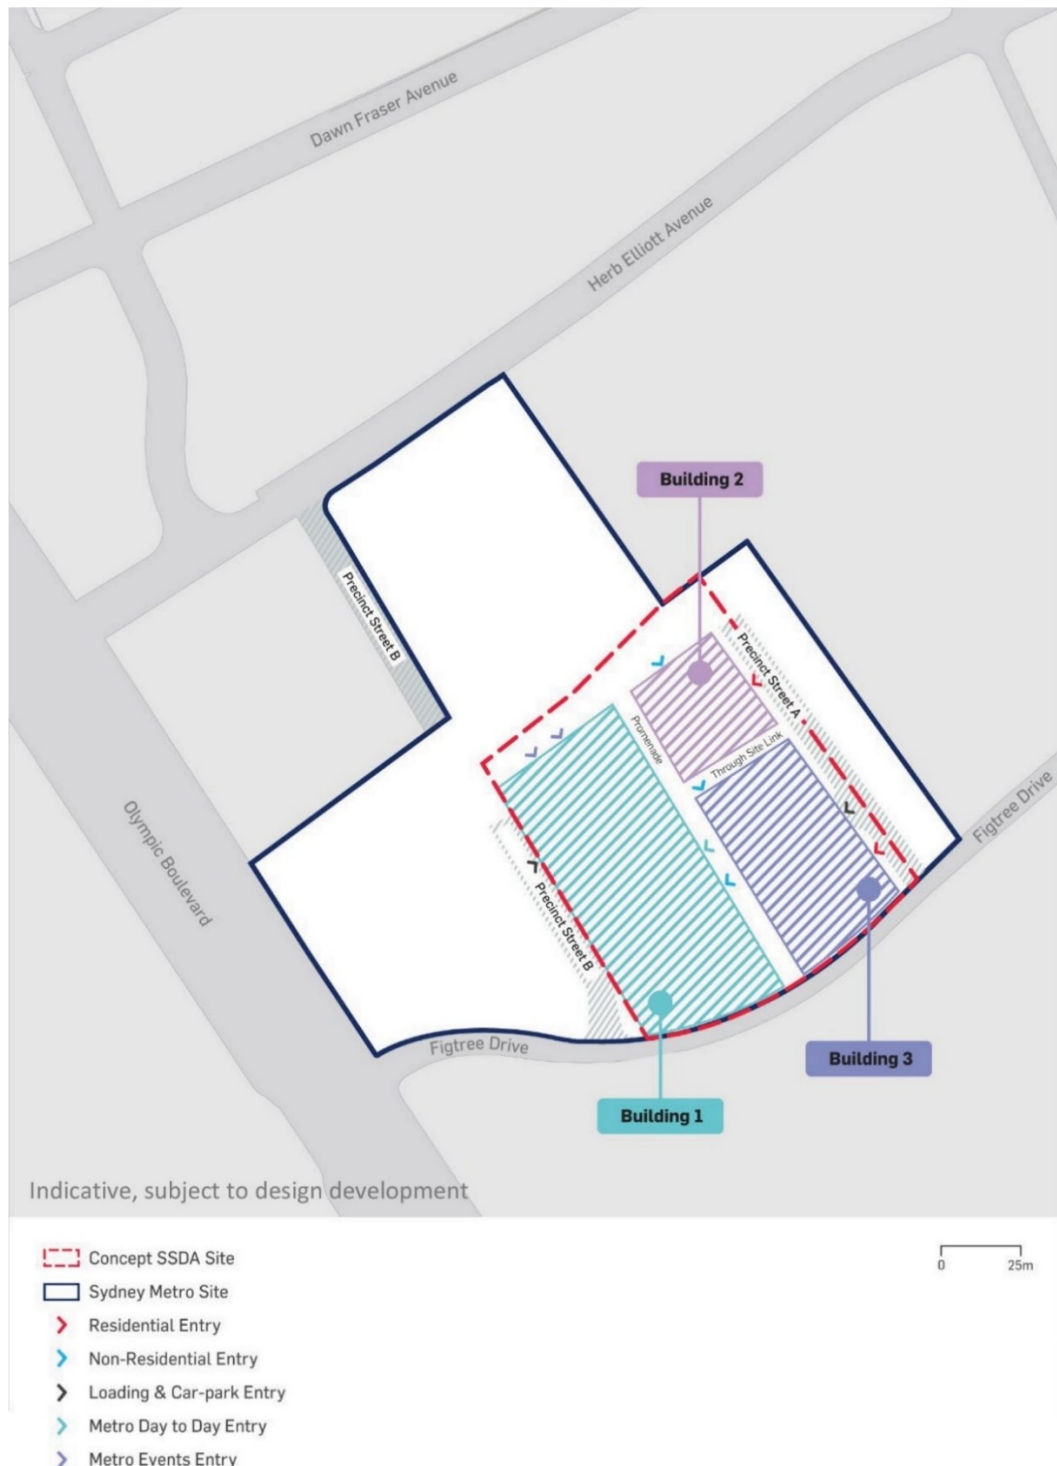 Dawn Fraser Avenue
Herb Elliott Avenue
Building 2
Precinct Street B
Precinct Street A
Promenade
Through Site Link
Figtree Drive
Olympic Boulevard
Precinct Street B
Figtree Drive
Building 3
Building 1
Indicative, subject to design development
Concept SSDA Site
0 25m
Sydney Metro Site
Residential Entry
Non-Residential Entry
Loading & Car-park Entry
Metro Day to Day Entry
Metro Events Entry